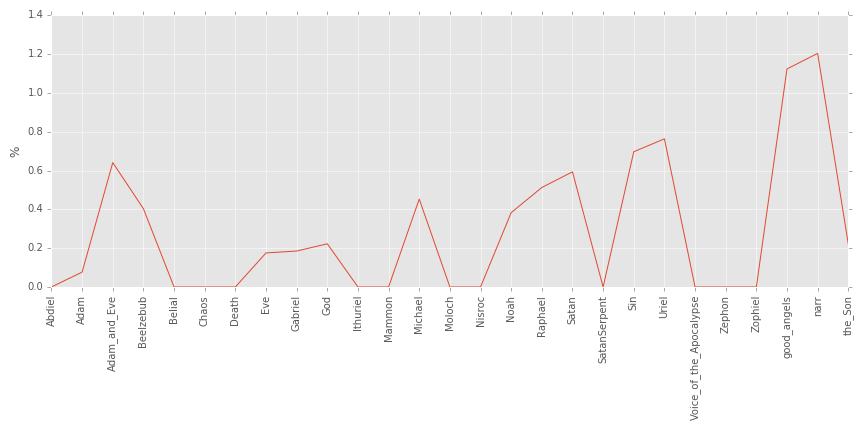 1.4
1.2
1.0
0.8
0.6
0.4
0.2
0.0
%
Abdiel
Adam
Adam_and_Eve
Beelzebub
Belial
Chaos
Death
Eve
Gabriel
God
Ithuriel
Mammon
Michael
Moloch
Nisroc
Noah
Raphael
Satan
SatanSerpent
Sin
Uriel
Voice_of_the_Apocalypse
Zephon
Zophiel
good_angels
narr
the_Son